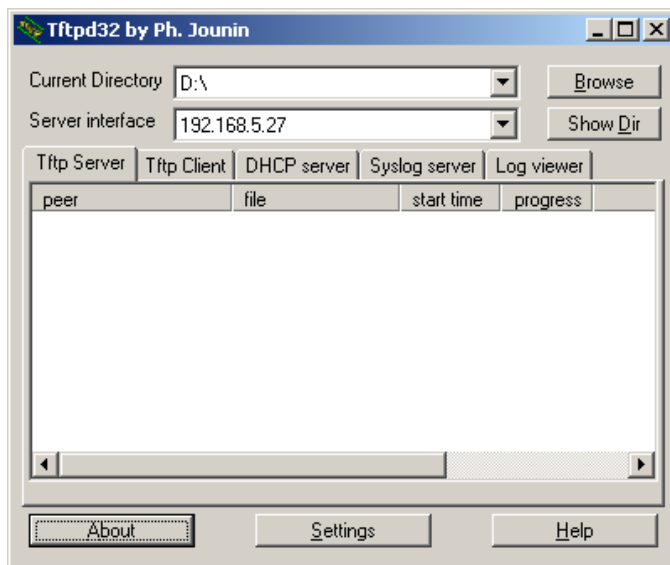 Tftpd32 by Ph. Jounin
Current Directory D:\ Browse
Server interface 192.168.5.27 Show Dir
Tftp Server Tftp Client DHCP server Syslog server Log viewer
peer file start time progress
About Settings Help